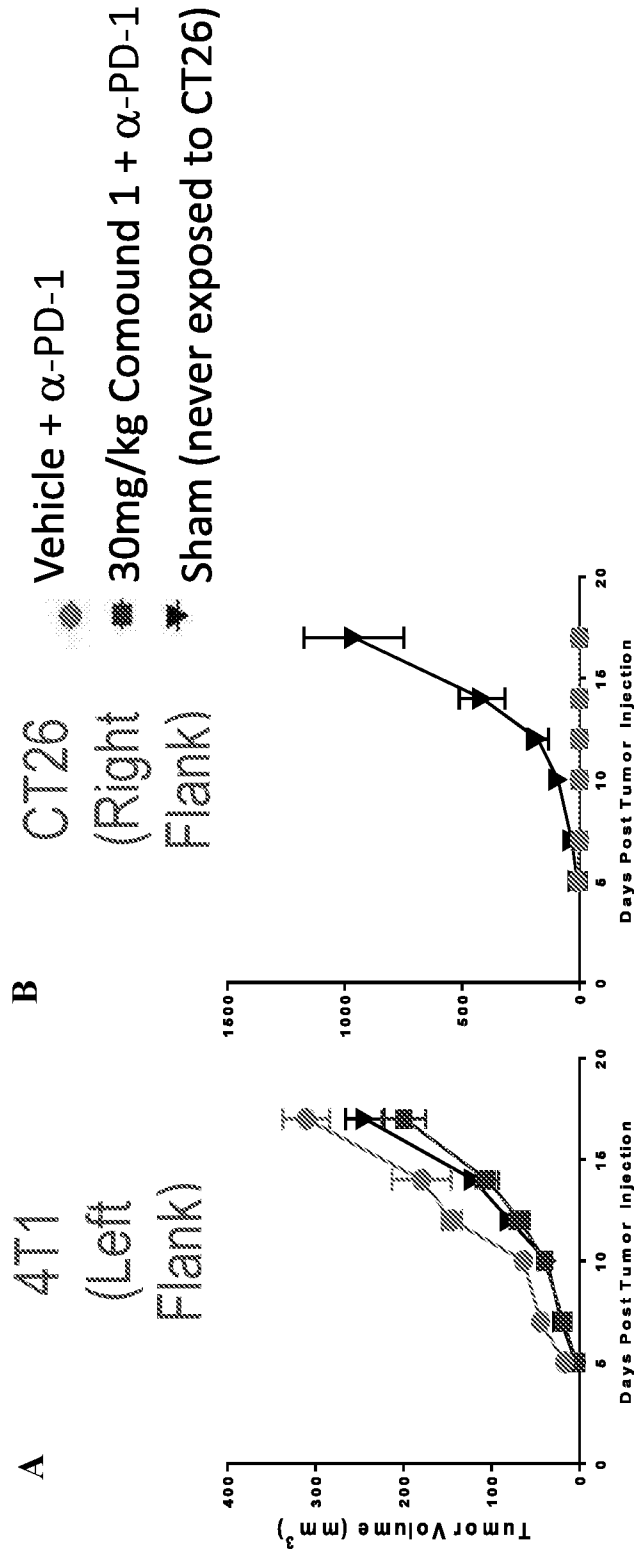 A
4T1
(Left
Flank)
Tumor Volume (mm³)
300
200
100
0
0
5
10
15
20
Days Post Tumor Injection
B
CT26
(Right
Flank)
1500
1000
500
0
0
5
10
15
20
Days Post Tumor Injection
Vehicle + α-PD-1
30mg/kg Comound 1 + α-PD-1
Sham (never exposed to CT26)